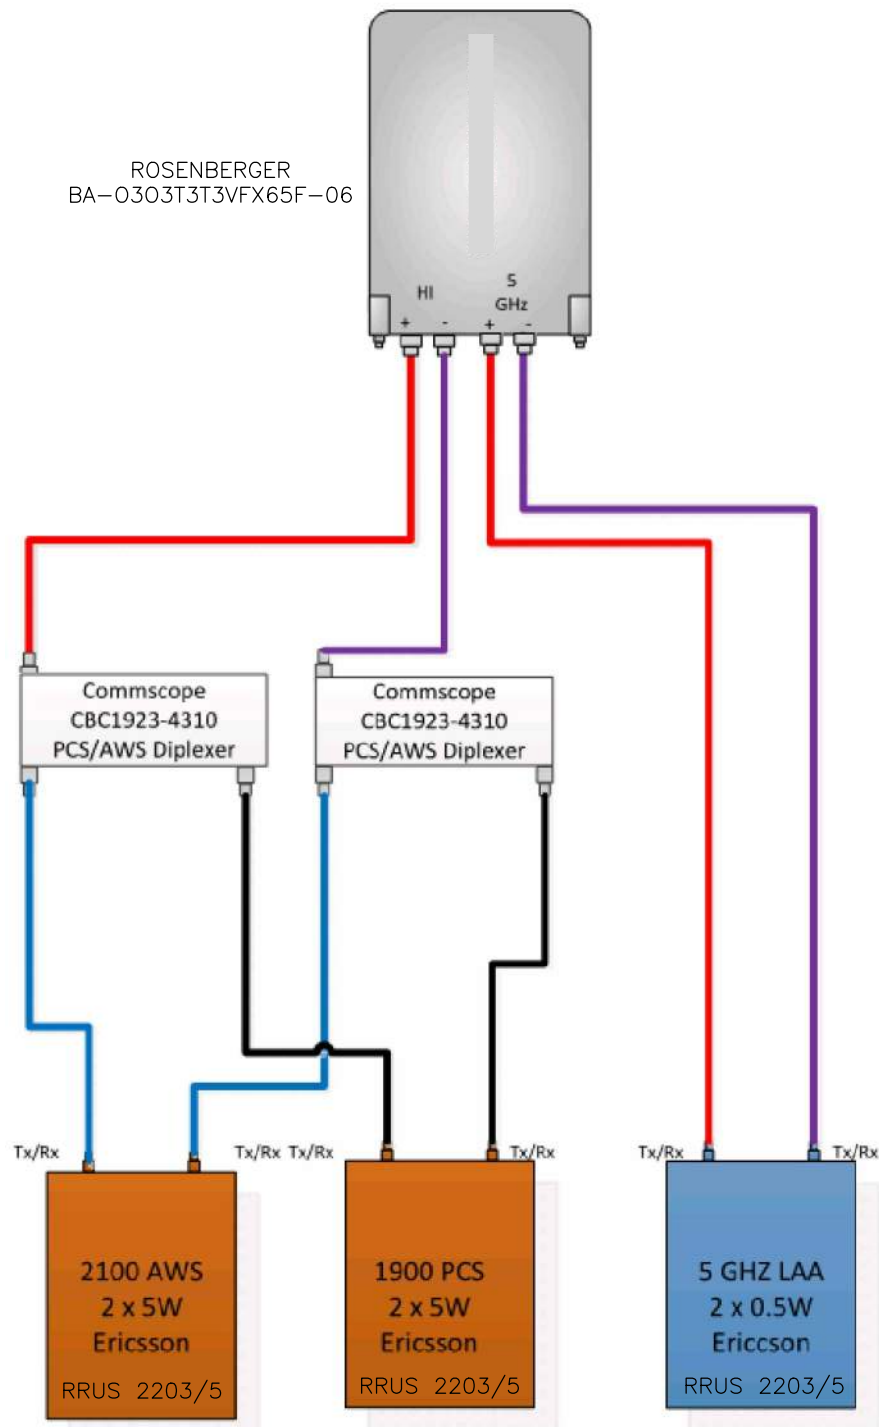 ROSENBERGER
BA-0303T3T3VFX65F-06
HI
5
GHz
+ - + -
Commscope
CBC1923-4310
PCS/AWS Diplexer
Commscope
CBC1923-4310
PCS/AWS Diplexer
Tx/Rx
Tx/Rx
Tx/Rx
Tx/Rx
Tx/Rx
Tx/Rx
2100 AWS
2 x 5W
Ericsson
RRUS 2203/5
1900 PCS
2 x 5W
Ericsson
RRUS 2203/5
5 GHZ LAA
2 x 0.5W
Ericcson
RRUS 2203/5